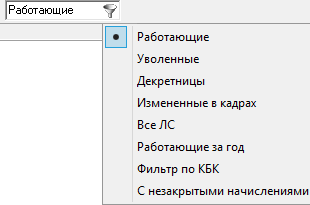 Работающие
Работающие
Уволенные
Декретницы
Измененные в кадрах
Все ЛС
Работающие за год
Фильтр по КБК
С незакрытыми начислениями